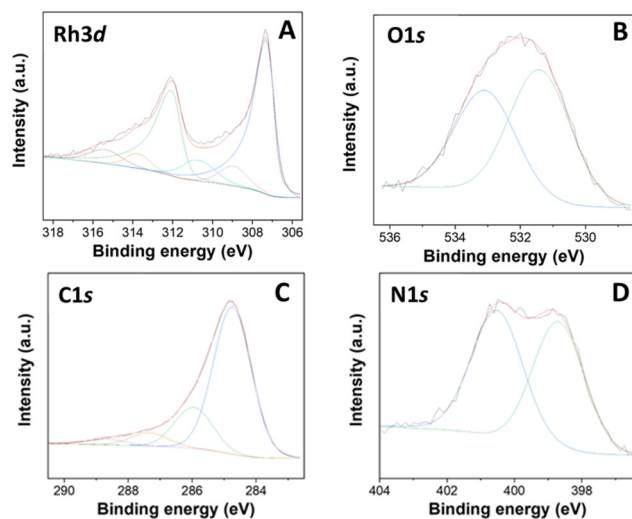 Rh3d
A
Intensity (a.u.)
318 316 314 312 310 308 306
Binding energy (eV)
O1s
B
Intensity (a.u.)
536 534 532 530
Binding energy (eV)
C1s
C
Intensity (a.u.)
290 288 286 284
Binding energy (eV)
N1s
D
Intensity (a.u.)
404 402 400 398
Binding energy (eV)